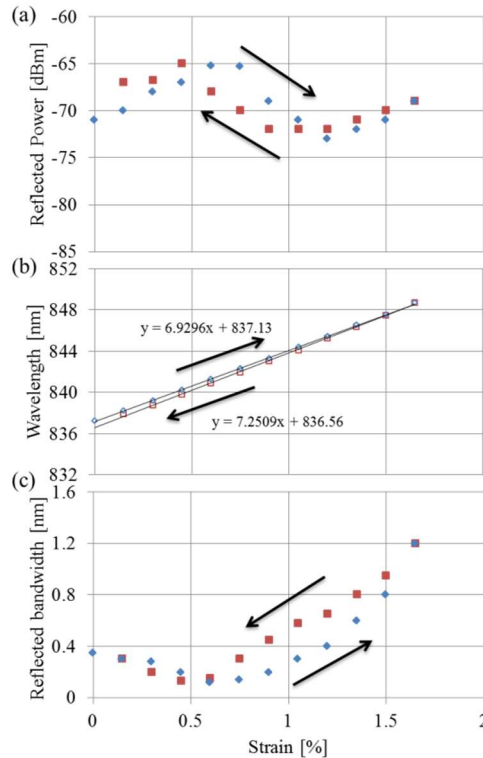 (a)
-60
-65
-70
-75
-80
-85
Reflected Power [dBm]
(b)
852
848
844
840
836
832
Wavelength [nm]
y = 6.9296x + 837.13
y = 7.2509x + 836.56
(c)
1.6
1.2
0.8
0.4
0
Reflected bandwidth [nm]
0 0.5 1 1.5 2
Strain [%]